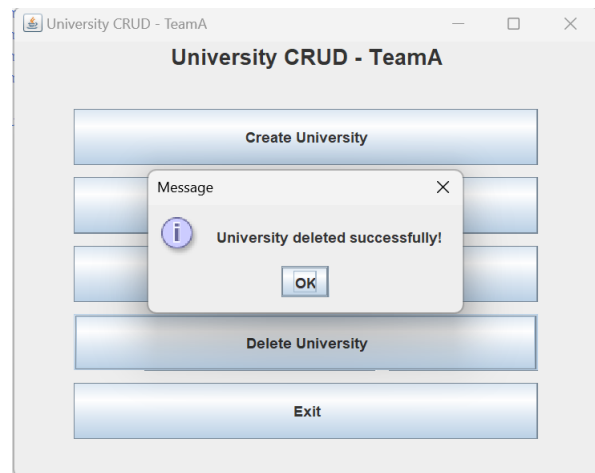 University CRUD - TeamA
University CRUD - TeamA
Create University
Message
University deleted successfully!
OK
Delete University
Exit